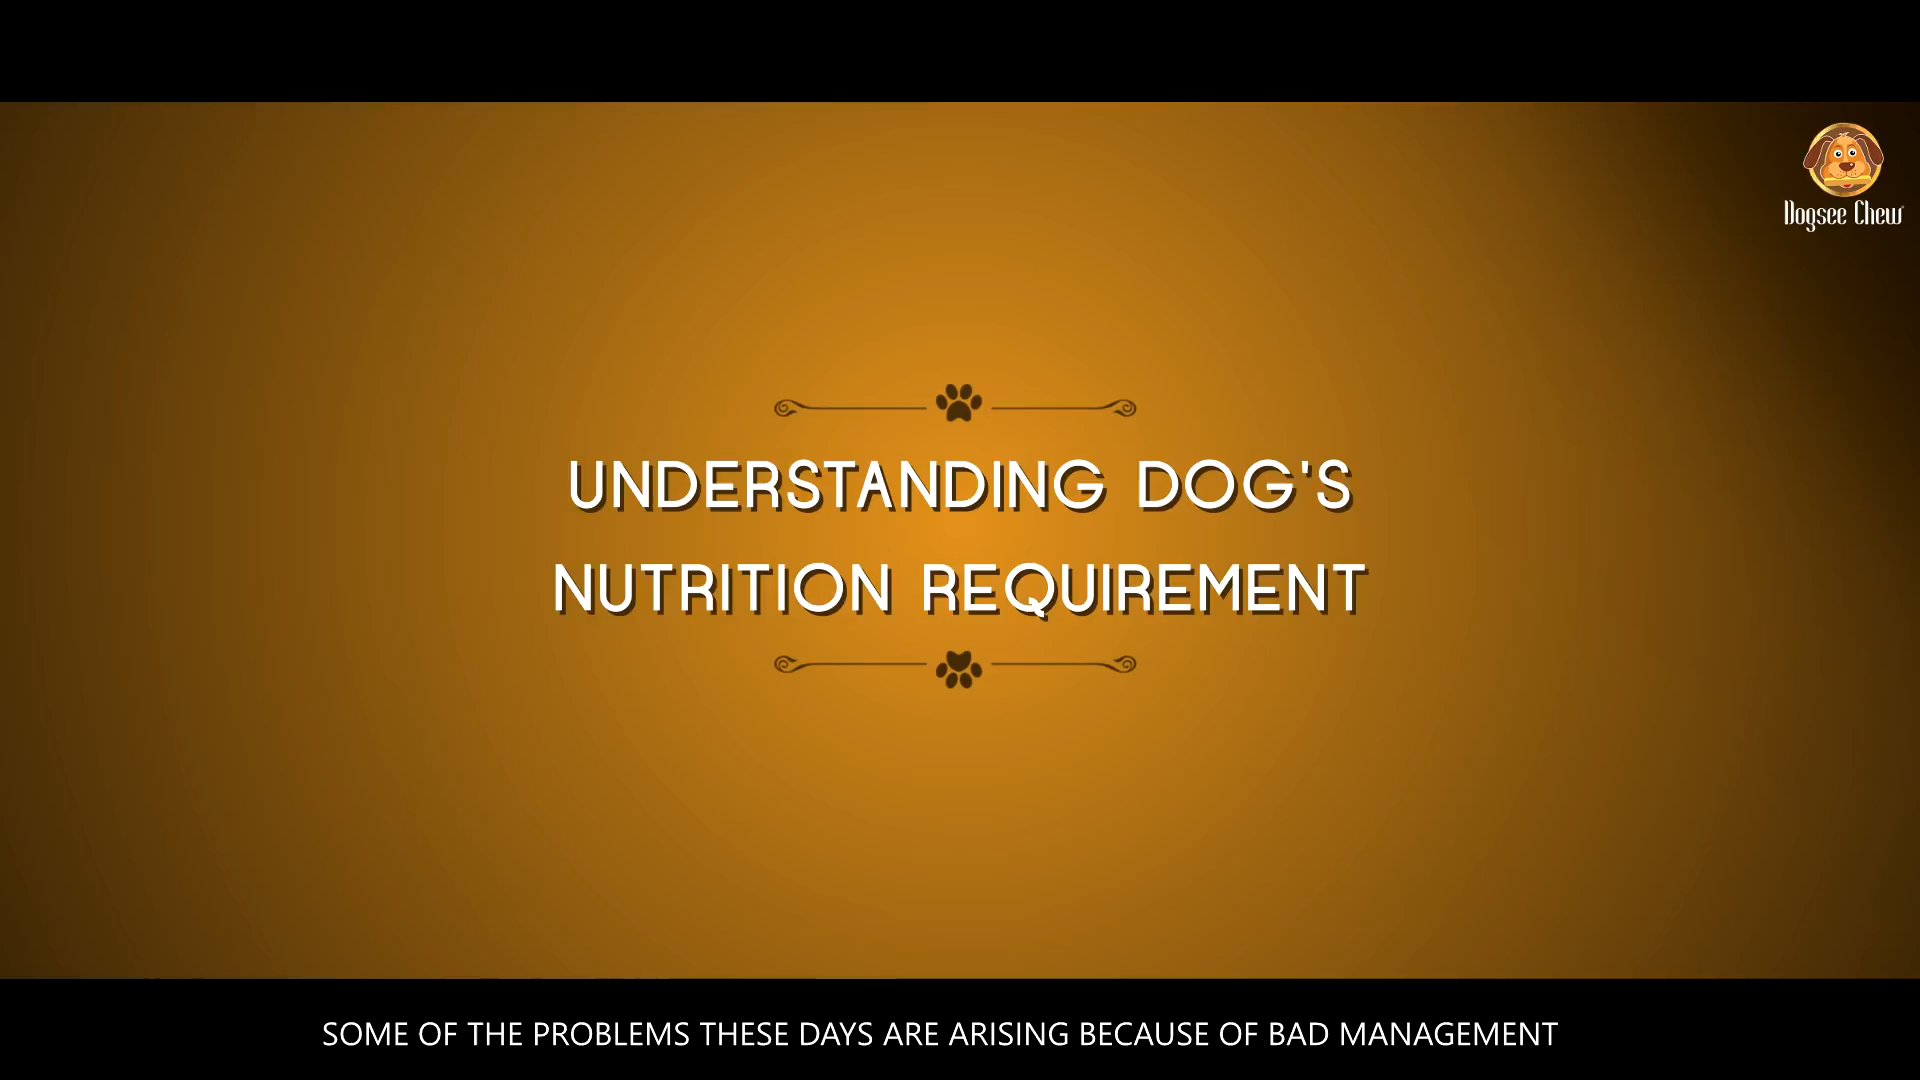 Dogsee Chew
UNDERSTANDING DOG'S
NUTRITION REQUIREMENT
SOME OF THE PROBLEMS THESE DAYS ARE ARISING BECAUSE OF BAD MANAGEMENT